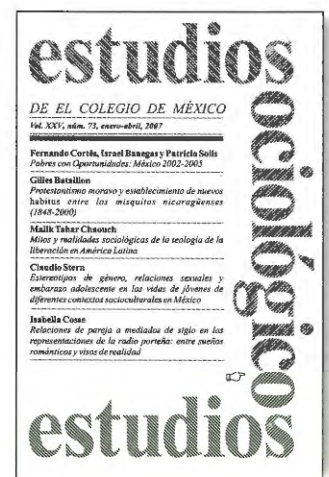 estudios
sociológicos
DE EL COLEGIO DE MÉXICO
Vol. XXV, núm. 73, enero-abril, 2007
Fernando Cortés, Israel Banegas y Patricia Solís
Pobres con Oportunidades: México 2002-2005
Gilles Bataillon
Protestantismo moravo y establecimiento de nuevos
habitus entre los misquitos nicaragüenses
(1848-2000)
Malik Tahar Chaouch
Mitos y realidades sociológicas de la teología de la
liberación en América Latina
Claudio Stern
Estereotipos de género, relaciones sexuales y
embarazo adolescente en las vidas de jóvenes de
diferentes contextos socioculturales en México
Isabella Cosse
Relaciones de pareja a mediados de siglo en las
representaciones de la radio porteña: entre sueños
románticos y visos de realidad
estudios